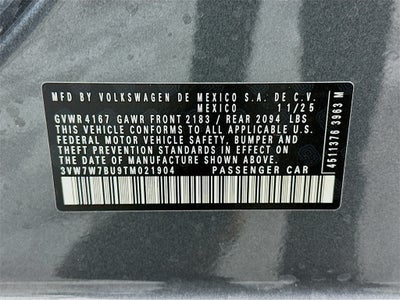 MFD. BY VOLKSWAGEN DE MEXICO S.A. DE C.V.
MEXICO 11/25
GVWR 4167 GAWR FRONT 2183 / REAR 2094 LBS
THIS VEHICLE CONFORMS TO ALL APPLICABLE U.S.
FEDERAL MOTOR VEHICLE SAFETY, BUMPER AND
THEFT PREVENTION STANDARDS IN EFFECT
ON THE DATE OF MANUFACTURE SHOWN ABOVE.
3VW7W7BU9TM021904 PASSENGER CAR
4511376 3963 M